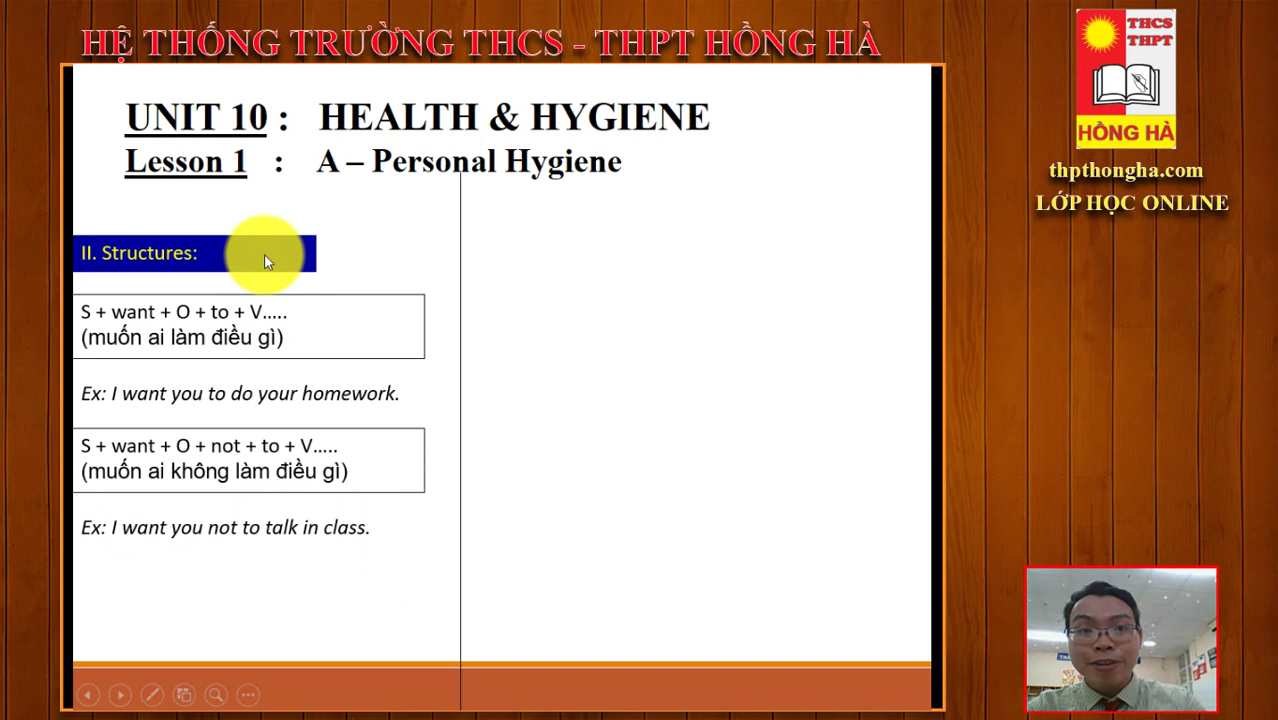 HỆ THỐNG TRƯỜNG THCS - THPT HỒNG HÀ
THCS
THPT
HỒNG HÀ
thpthongha.com
LỚP HỌC ONLINE
UNIT 10 : HEALTH & HYGIENE
Lesson 1 : A – Personal Hygiene
II. Structures:
S + want + O + to + V.....
(muốn ai làm điều gì)
Ex: I want you to do your homework.
S + want + O + not + to + V.....
(muốn ai không làm điều gì)
Ex: I want you not to talk in class.